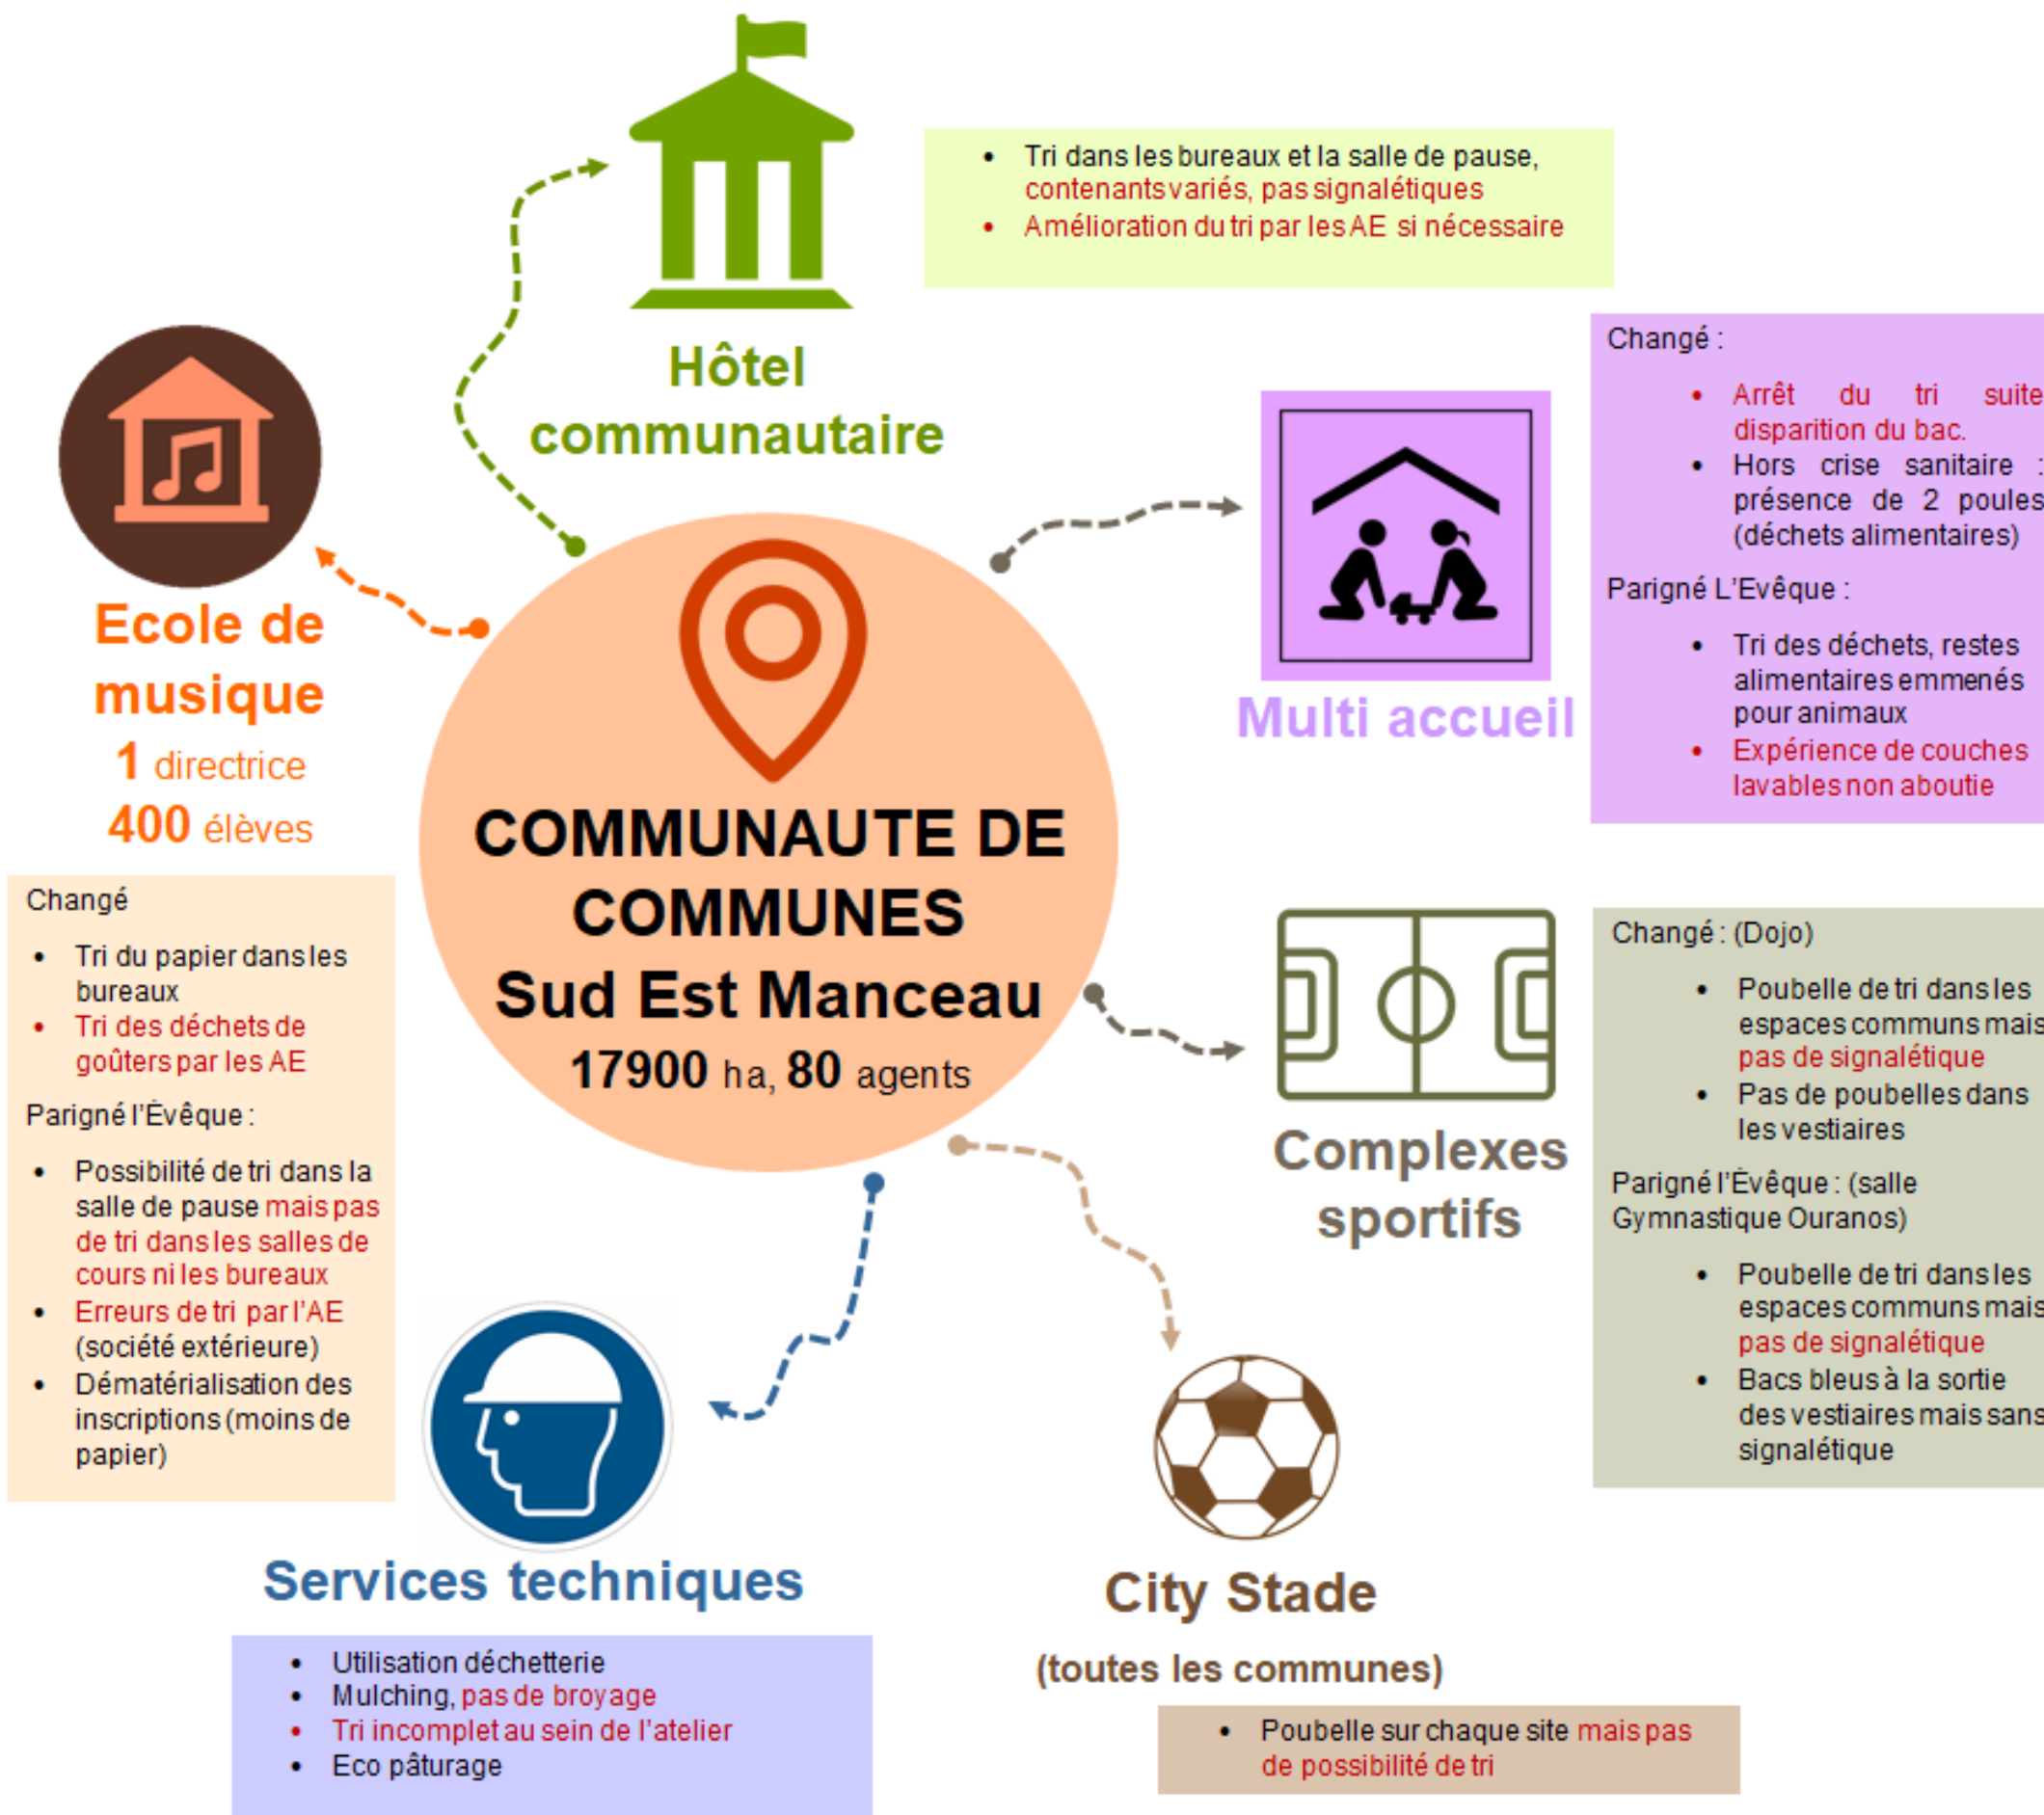 Hôtel
communautaire
• Tri dans les bureaux et la salle de pause,
contenants variés, pas signalétiques
• Amélioration du tri par les AE si nécessaire
Ecole de
musique
1 directrice
400 élèves
Changé
• Tri du papier dans les
bureaux
• Tri des déchets de
goûters par les AE
Parigné l'Évêque :
• Possibilité de tri dans la
salle de pause mais pas
de tri dans les salles de
cours ni les bureaux
• Erreurs de tri par l'AE
(société extérieure)
• Dématérialisation des
inscriptions (moins de
papier)
COMMUNAUTE DE
COMMUNES
Sud Est Manceau
17900 ha, 80 agents
Multi accueil
Changé :
• Arrêt du tri suite
disparition du bac.
• Hors crise sanitaire :
présence de 2 poules
(déchets alimentaires)
Parigné L'Evêque :
• Tri des déchets, restes
alimentaires emmenés
pour animaux
• Expérience de couches
lavables non aboutie
Complexes
sportifs
Changé : (Dojo)
• Poubelle de tri dans les
espaces communs mais
pas de signalétique
• Pas de poubelles dans
les vestiaires
Parigné l'Évêque : (salle
Gymnastique Ouranos)
• Poubelle de tri dans les
espaces communs mais
pas de signalétique
• Bacs bleus à la sortie
des vestiaires mais sans
signalétique
Services techniques
• Utilisation déchetterie
• Mulching, pas de broyage
• Tri incomplet au sein de l'atelier
• Eco pâturage
City Stade
(toutes les communes)
• Poubelle sur chaque site mais pas
de possibilité de tri